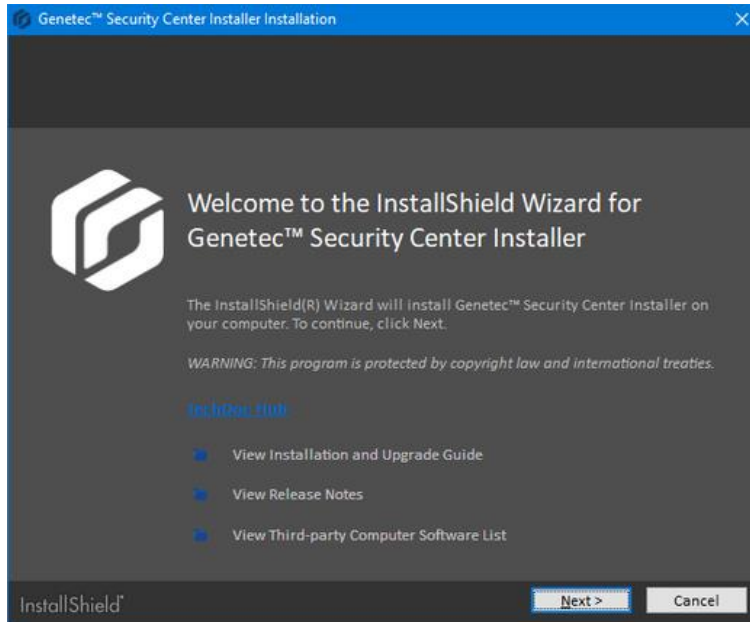 Genetec™ Security Center Installer Installation
Welcome to the InstallShield Wizard for
Genetec™ Security Center Installer
The InstallShield(R) Wizard will install Genetec™ Security Center Installer on
your computer. To continue, click Next.
WARNING: This program is protected by copyright law and international treaties.
TechDoc Hub
View Installation and Upgrade Guide
View Release Notes
View Third-party Computer Software List
InstallShield
Next >
Cancel